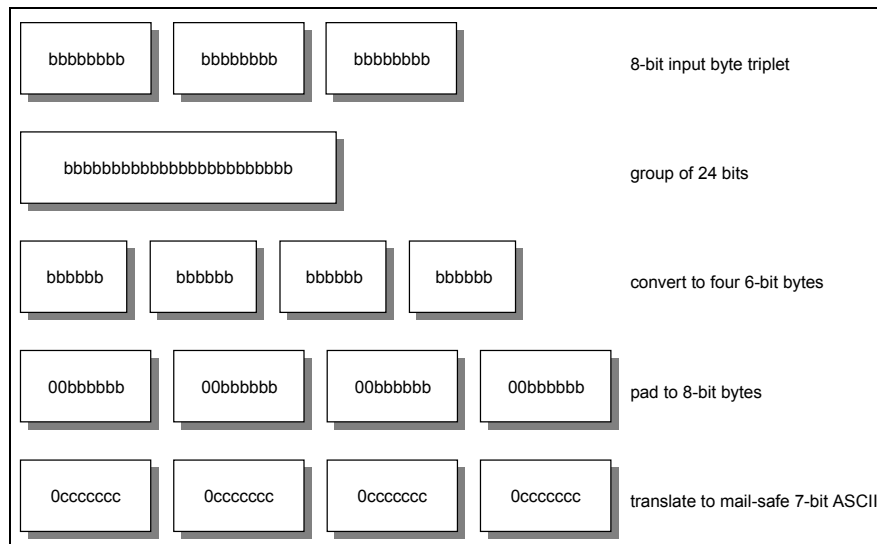 bbbbbbbb bbbbbbbb bbbbbbbb 8-bit input byte triplet
bbbbbbbbbbbbbbbbbbbbbbbb group of 24 bits
bbbbbb bbbbbb bbbbbb bbbbbb convert to four 6-bit bytes
00bbbbbb 00bbbbbb 00bbbbbb 00bbbbbb pad to 8-bit bytes
0ccccccc 0ccccccc 0ccccccc 0ccccccc translate to mail-safe 7-bit ASCII